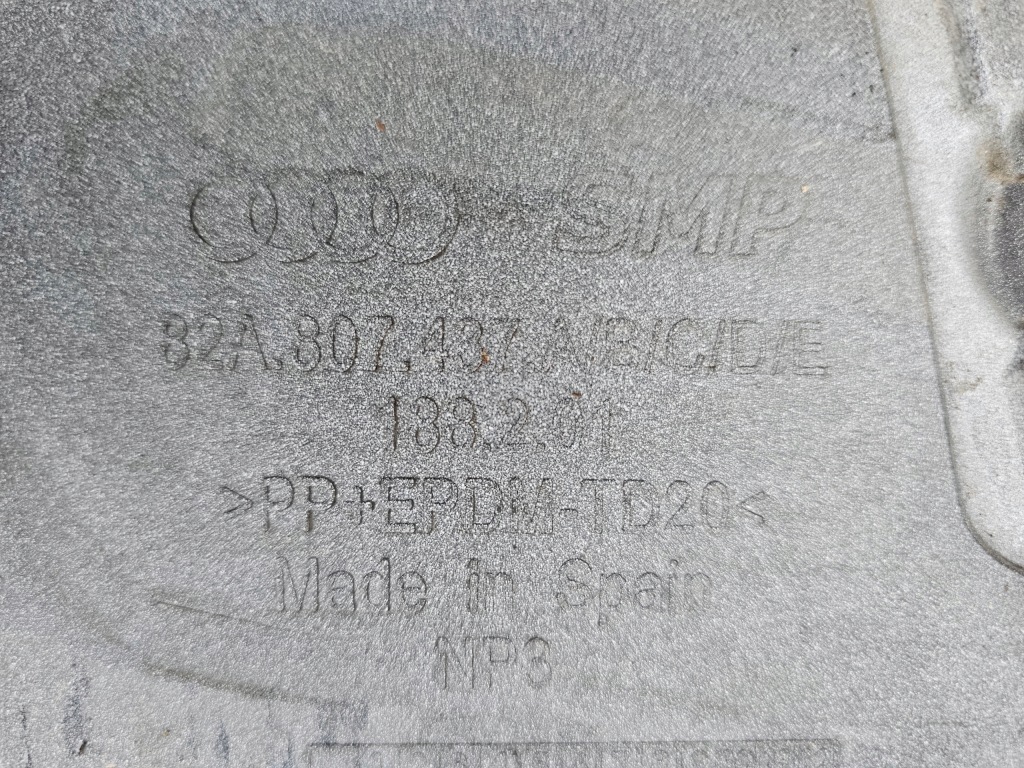 SMP
82A.807.437.A/B/C/D/E
188.2.01
>PP+EPDM-TD20<
Made in Spain
NP3